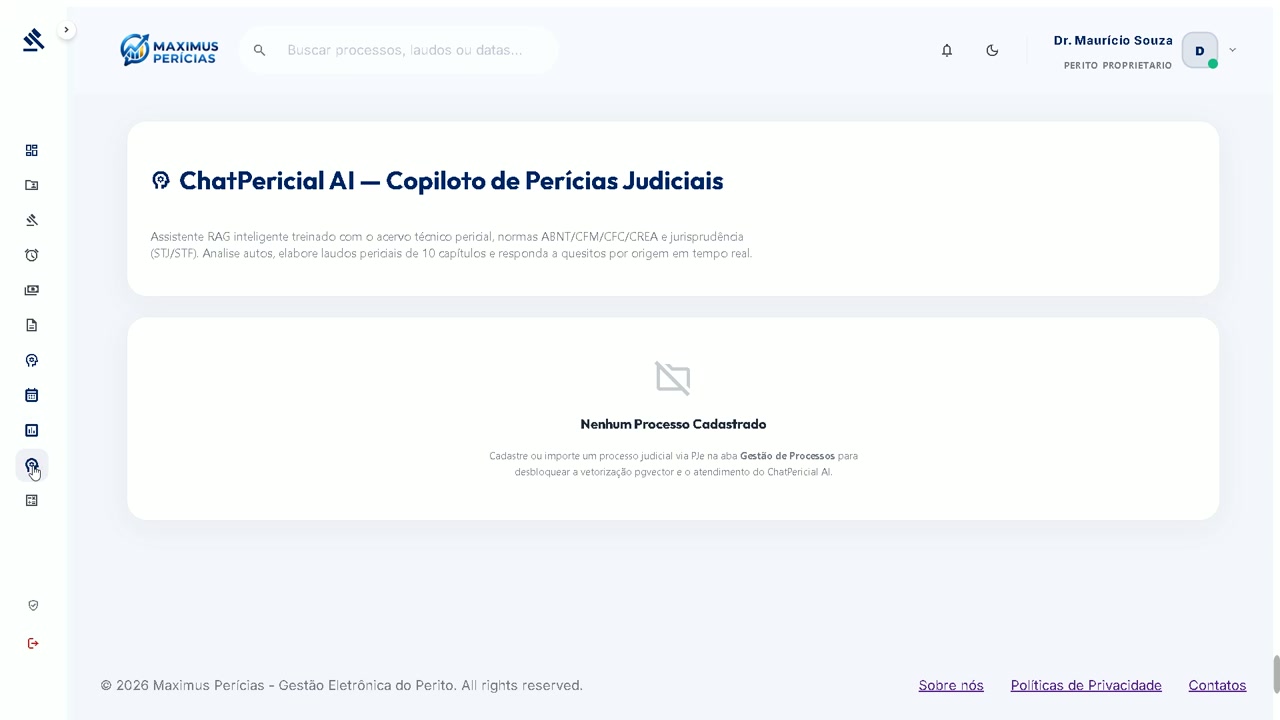 MAXIMUS
PERÍCIAS
Buscar processos, laudos ou datas...
Dr. Maurício Souza
PERITO PROPRIETARIO
D
ChatPericial AI — Copiloto de Perícias Judiciais
Assistente RAG inteligente treinado com o acervo técnico pericial, normas ABNT/CFM/CFC/CREA e jurisprudência
(STJ/STF). Analise autos, elabore laudos periciais de 10 capítulos e responda a quesitos por origem em tempo real.
Nenhum Processo Cadastrado
Cadastre ou importe um processo judicial via PJe na aba Gestão de Processos para
desbloquear a vetorização pgvector e o atendimento do ChatPericial AI.
© 2026 Maximus Perícias - Gestão Eletrônica do Perito. All rights reserved.
Sobre nós
Políticas de Privacidade
Contatos